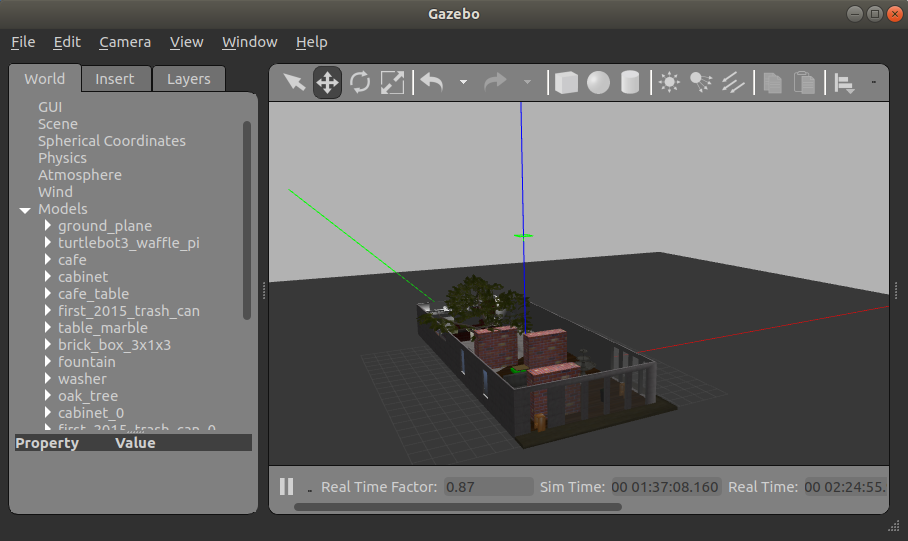 Gazebo
File Edit Camera View Window Help
World Insert Layers
GUI
Scene
Spherical Coordinates
Physics
Atmosphere
Wind
Models
ground_plane
turtlebot3_waffle_pi
cafe
cabinet
cafe_table
first_2015_trash_can
table_marble
brick_box_3x1x3
fountain
washer
oak_tree
cabinet_0
first_2015_trash_can_0
Property Value
Real Time Factor: 0.87 Sim Time: 00 01:37:08.160 Real Time: 00 02:24:55.